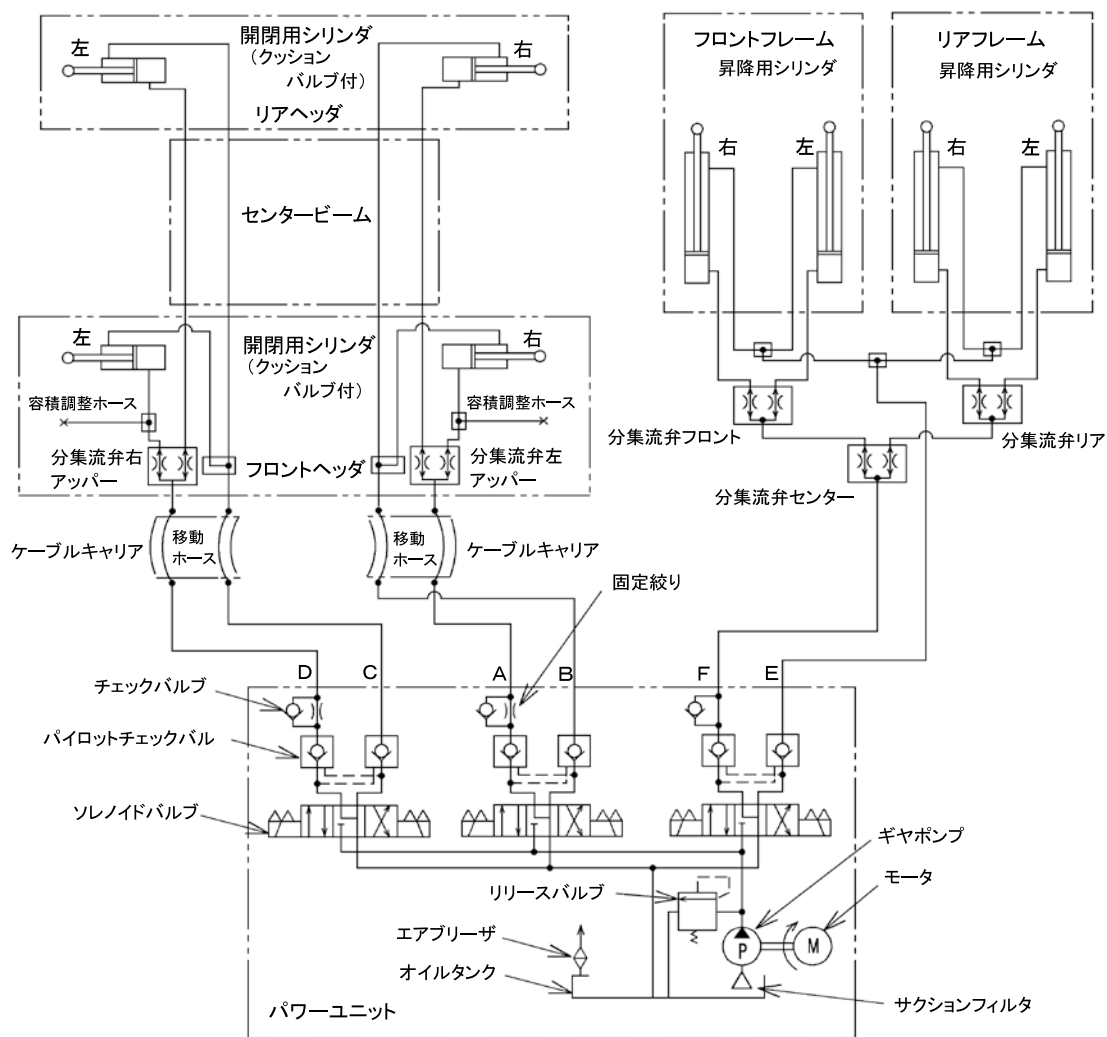 開閉用シリンダ
(クッション
バルブ付)
左
右
リアヘッダ
センタービーム
フロントフレーム
昇降用シリンダ
右
左
リアフレーム
昇降用シリンダ
右
左
左
開閉用シリンダ
(クッション
バルブ付)
右
容積調整ホース
容積調整ホース
分集流弁右
アッパー
フロントヘッダ
分集流弁左
アッパー
分集流弁フロント
分集流弁リア
分集流弁センター
ケーブルキャリア
移動
ホース
移動
ホース
ケーブルキャリア
固定絞り
D
C
A
B
F
E
チェックバルブ
パイロットチェックバル
ソレノイドバルブ
ギヤポンプ
モータ
リリースバルブ
P
M
エアブリーザ
オイルタンク
サクションフィルタ
パワーユニット